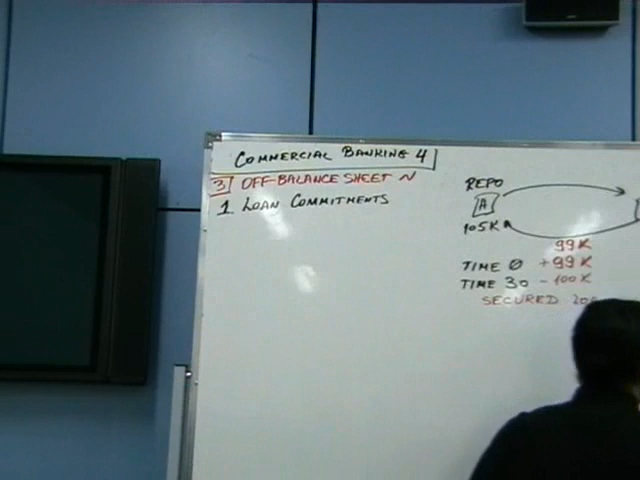 COMMERCIAL BANKING 4
3 OFF-BALANCE SHEET N
1 LOAN COMMITMENTS
REPO
A
105K
99K
TIME 0 +99K
TIME 30 -100K
SECURED